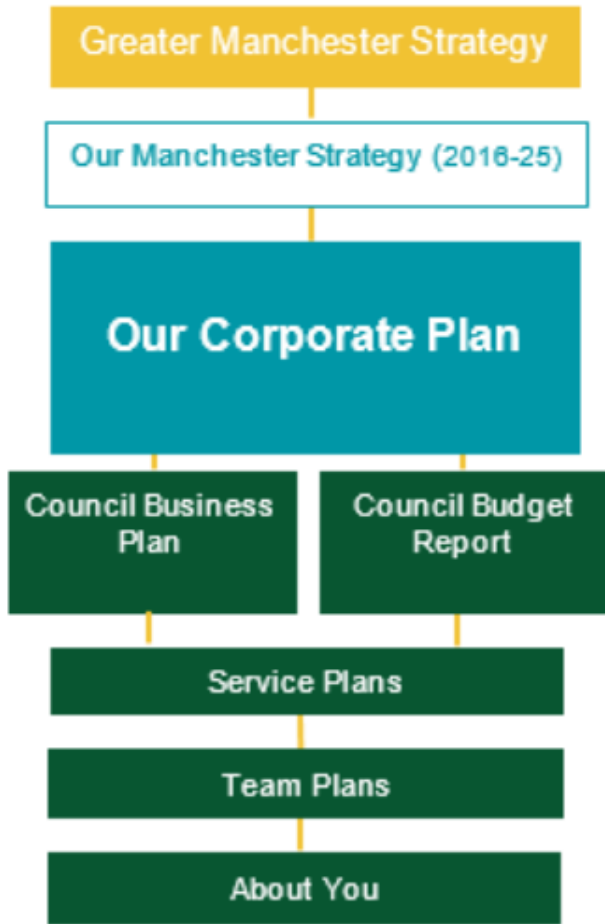 Greater Manchester Strategy
Our Manchester Strategy (2016-25)
Our Corporate Plan
Council Business
Plan
Council Budget
Report
Service Plans
Team Plans
About You